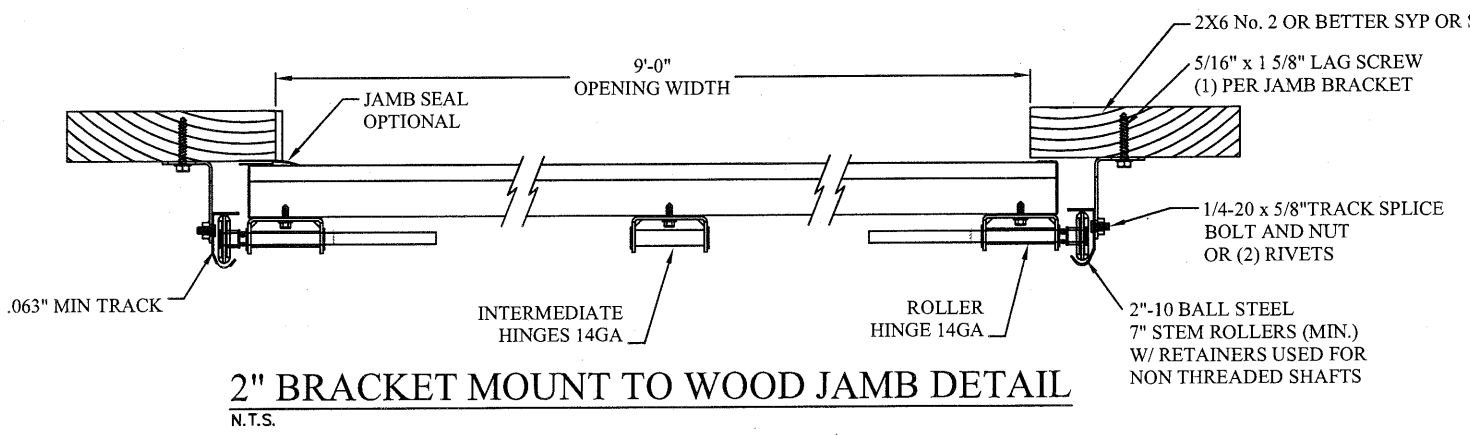 2X6 No. 2 OR BETTER SYP OR
9'-0"
OPENING WIDTH
5/16" x 1 5/8" LAG SCREW
(1) PER JAMB BRACKET
JAMB SEAL
OPTIONAL
1/4-20 x 5/8"TRACK SPLICE
BOLT AND NUT
OR (2) RIVETS
.063" MIN TRACK
INTERMEDIATE
HINGES 14GA
ROLLER
HINGE 14GA
2"-10 BALL STEEL
7" STEM ROLLERS (MIN.)
W/ RETAINERS USED FOR
NON THREADED SHAFTS
2" BRACKET MOUNT TO WOOD JAMB DETAIL
N.T.S.